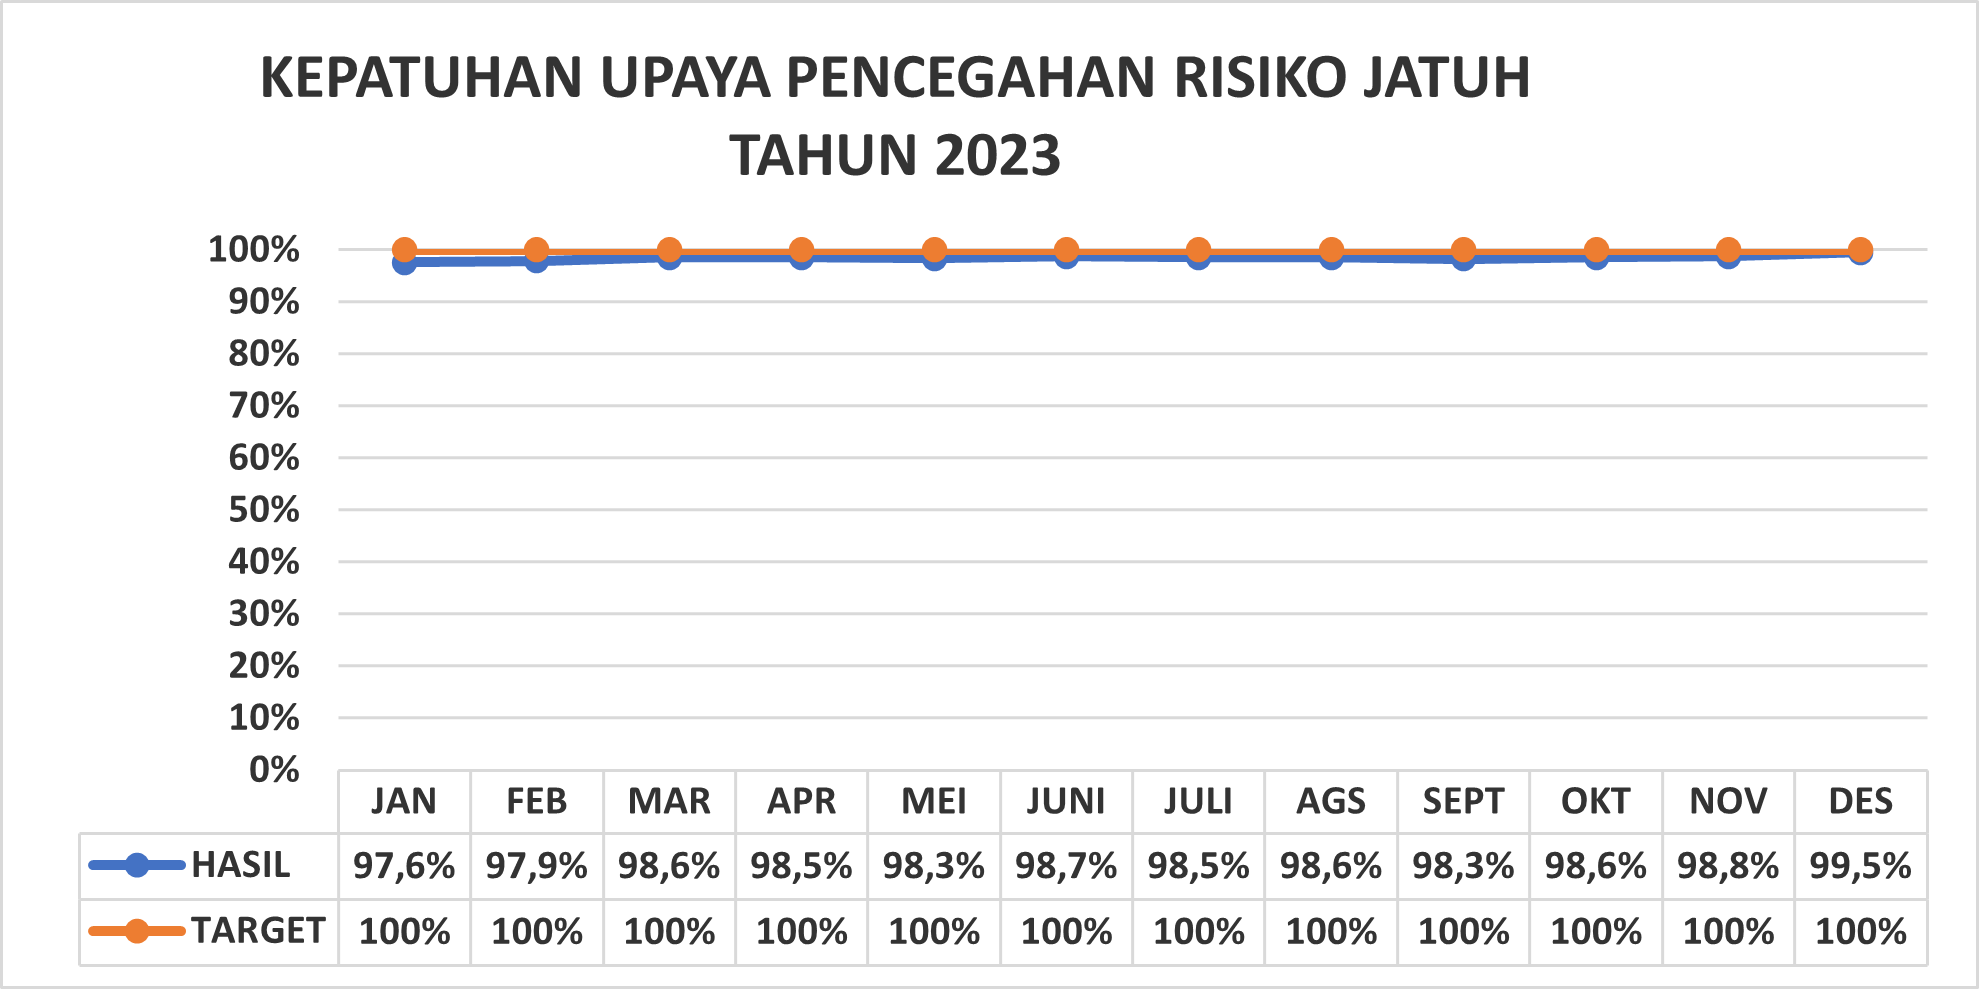 KEPATUHAN UPAYA PENCEGAHAN RISIKO JATUH
TAHUN 2023
100%
90%
80%
70%
60%
50%
40%
30%
20%
10%
0%
JAN FEB MAR APR MEI JUNI JULI AGS SEPT OKT NOV DES
HASIL 97,6% 97,9% 98,6% 98,5% 98,3% 98,7% 98,5% 98,6% 98,3% 98,6% 98,8% 99,5%
TARGET 100% 100% 100% 100% 100% 100% 100% 100% 100% 100% 100% 100%